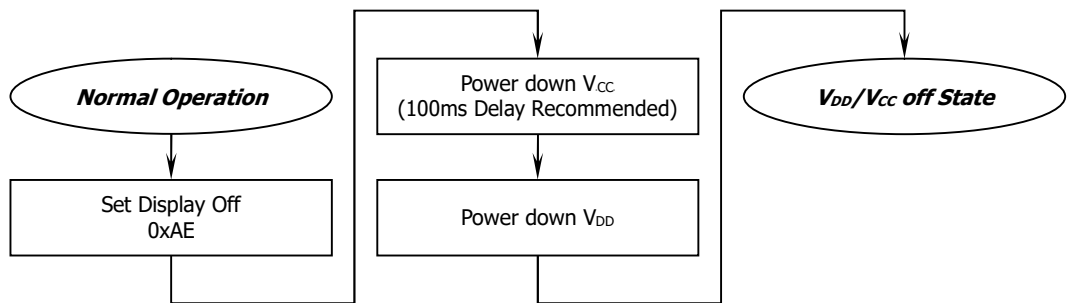 Normal Operation
Set Display Off
0xAE
Power down VCC
(100ms Delay Recommended)
Power down VDD
VDD/VCC off State